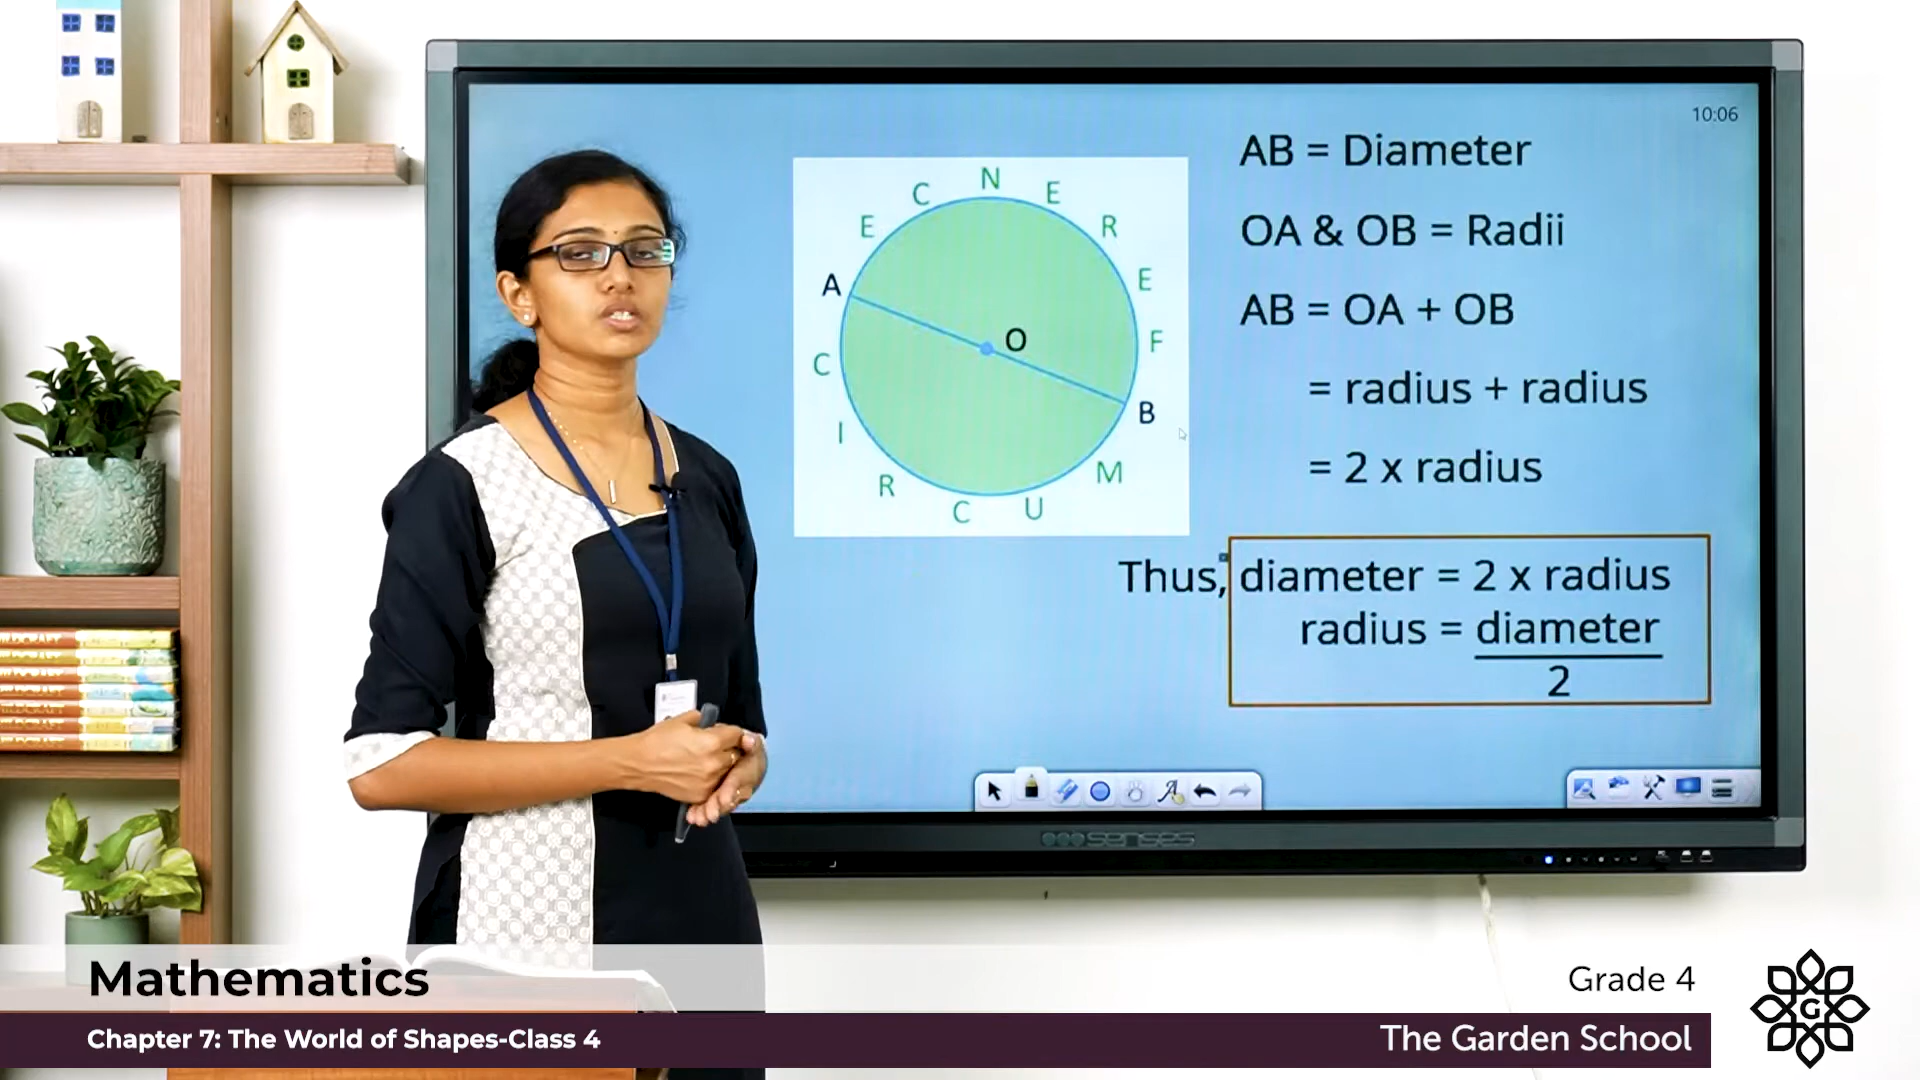 10:06
AB = Diameter
OA & OB = Radii
AB = OA + OB
= radius + radius
= 2 x radius
Thus, diameter = 2 x radius
radius = diameter
2
C I R C U M F E R E N C E
A
O
B
senses
Mathematics
Grade 4
Chapter 7: The World of Shapes-Class 4
The Garden School
G